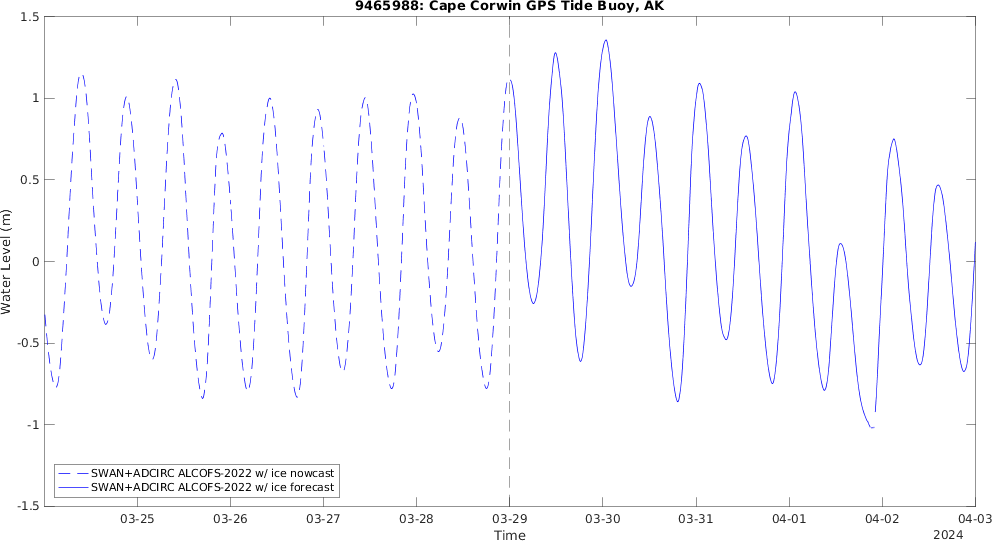 9465988: Cape Corwin GPS Tide Buoy, AK
1.5
1
0.5
0
-0.5
-1
-1.5
Water Level (m)
SWAN+ADCIRC ALCOFS-2022 w/ ice nowcast
SWAN+ADCIRC ALCOFS-2022 w/ ice forecast
03-25 03-26 03-27 03-28 03-29 03-30 03-31 04-01 04-02 04-03
Time
2024